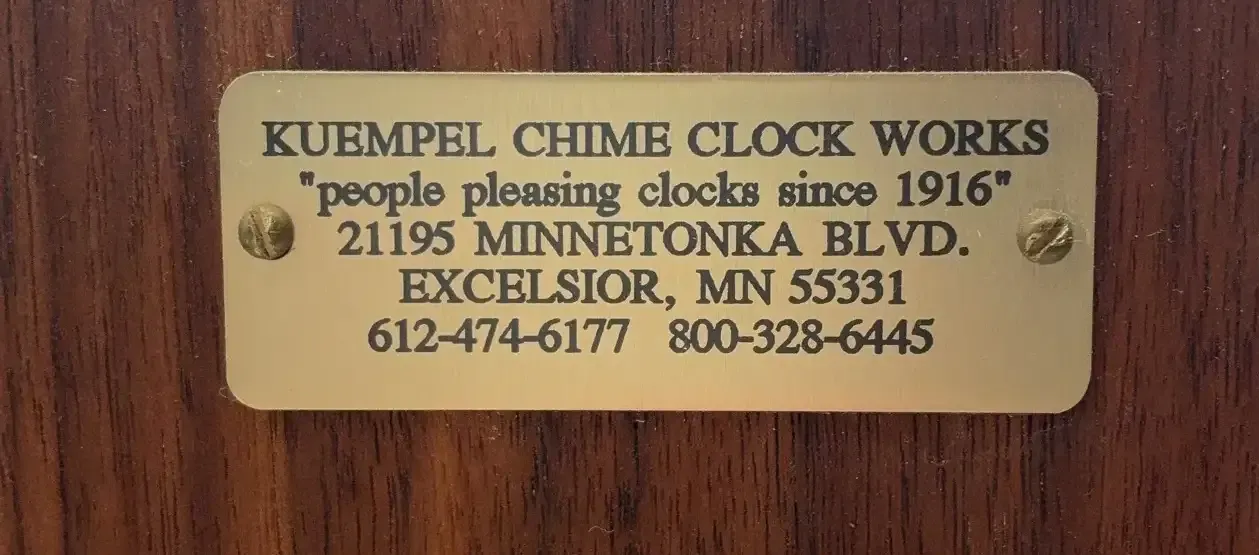 KUEMPEL CHIME CLOCK WORKS
"people pleasing clocks since 1916"
21195 MINNETONKA BLVD.
EXCELSIOR, MN 55331
612-474-6177 800-328-6445